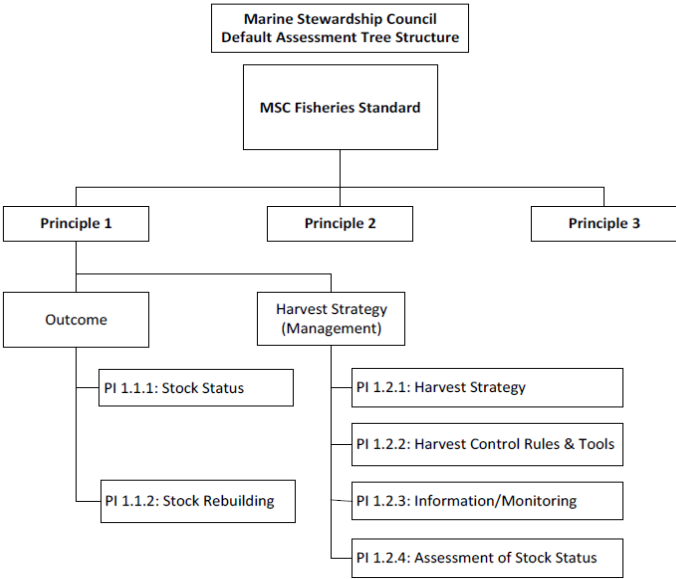 Marine Stewardship Council
Default Assessment Tree Structure
MSC Fisheries Standard
Principle 1
Principle 2
Principle 3
Outcome
Harvest Strategy
(Management)
PI 1.1.1: Stock Status
PI 1.1.2: Stock Rebuilding
PI 1.2.1: Harvest Strategy
PI 1.2.2: Harvest Control Rules & Tools
PI 1.2.3: Information/Monitoring
PI 1.2.4: Assessment of Stock Status